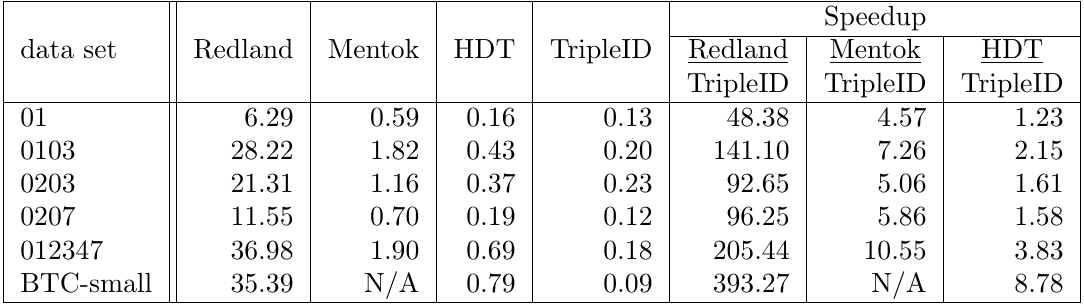 Speedup
data set Redland Mentok HDT TripleID Redland Mentok HDT
TripleID TripleID TripleID
01 6.29 0.59 0.16 0.13 48.38 4.57 1.23
0103 28.22 1.82 0.43 0.20 141.10 7.26 2.15
0203 21.31 1.16 0.37 0.23 92.65 5.06 1.61
0207 11.55 0.70 0.19 0.12 96.25 5.86 1.58
012347 36.98 1.90 0.69 0.18 205.44 10.55 3.83
BTC-small 35.39 N/A 0.79 0.09 393.27 N/A 8.78